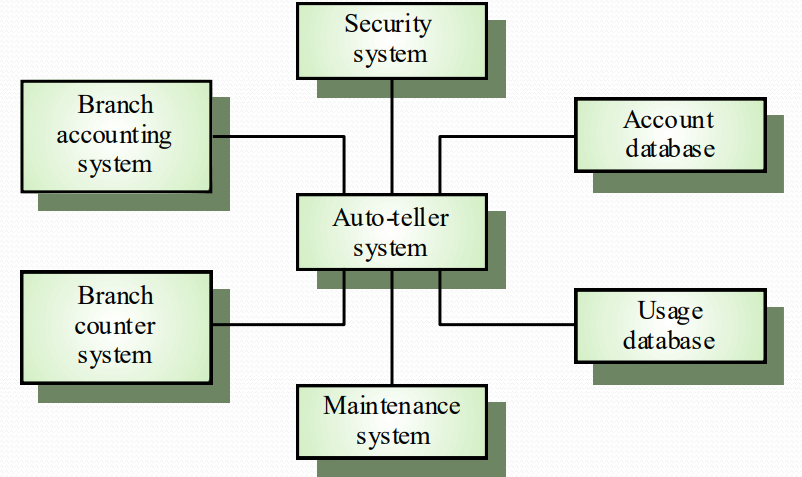 Security
system
Branch
accounting
system
Account
database
Auto-teller
system
Branch
counter
system
Usage
database
Maintenance
system